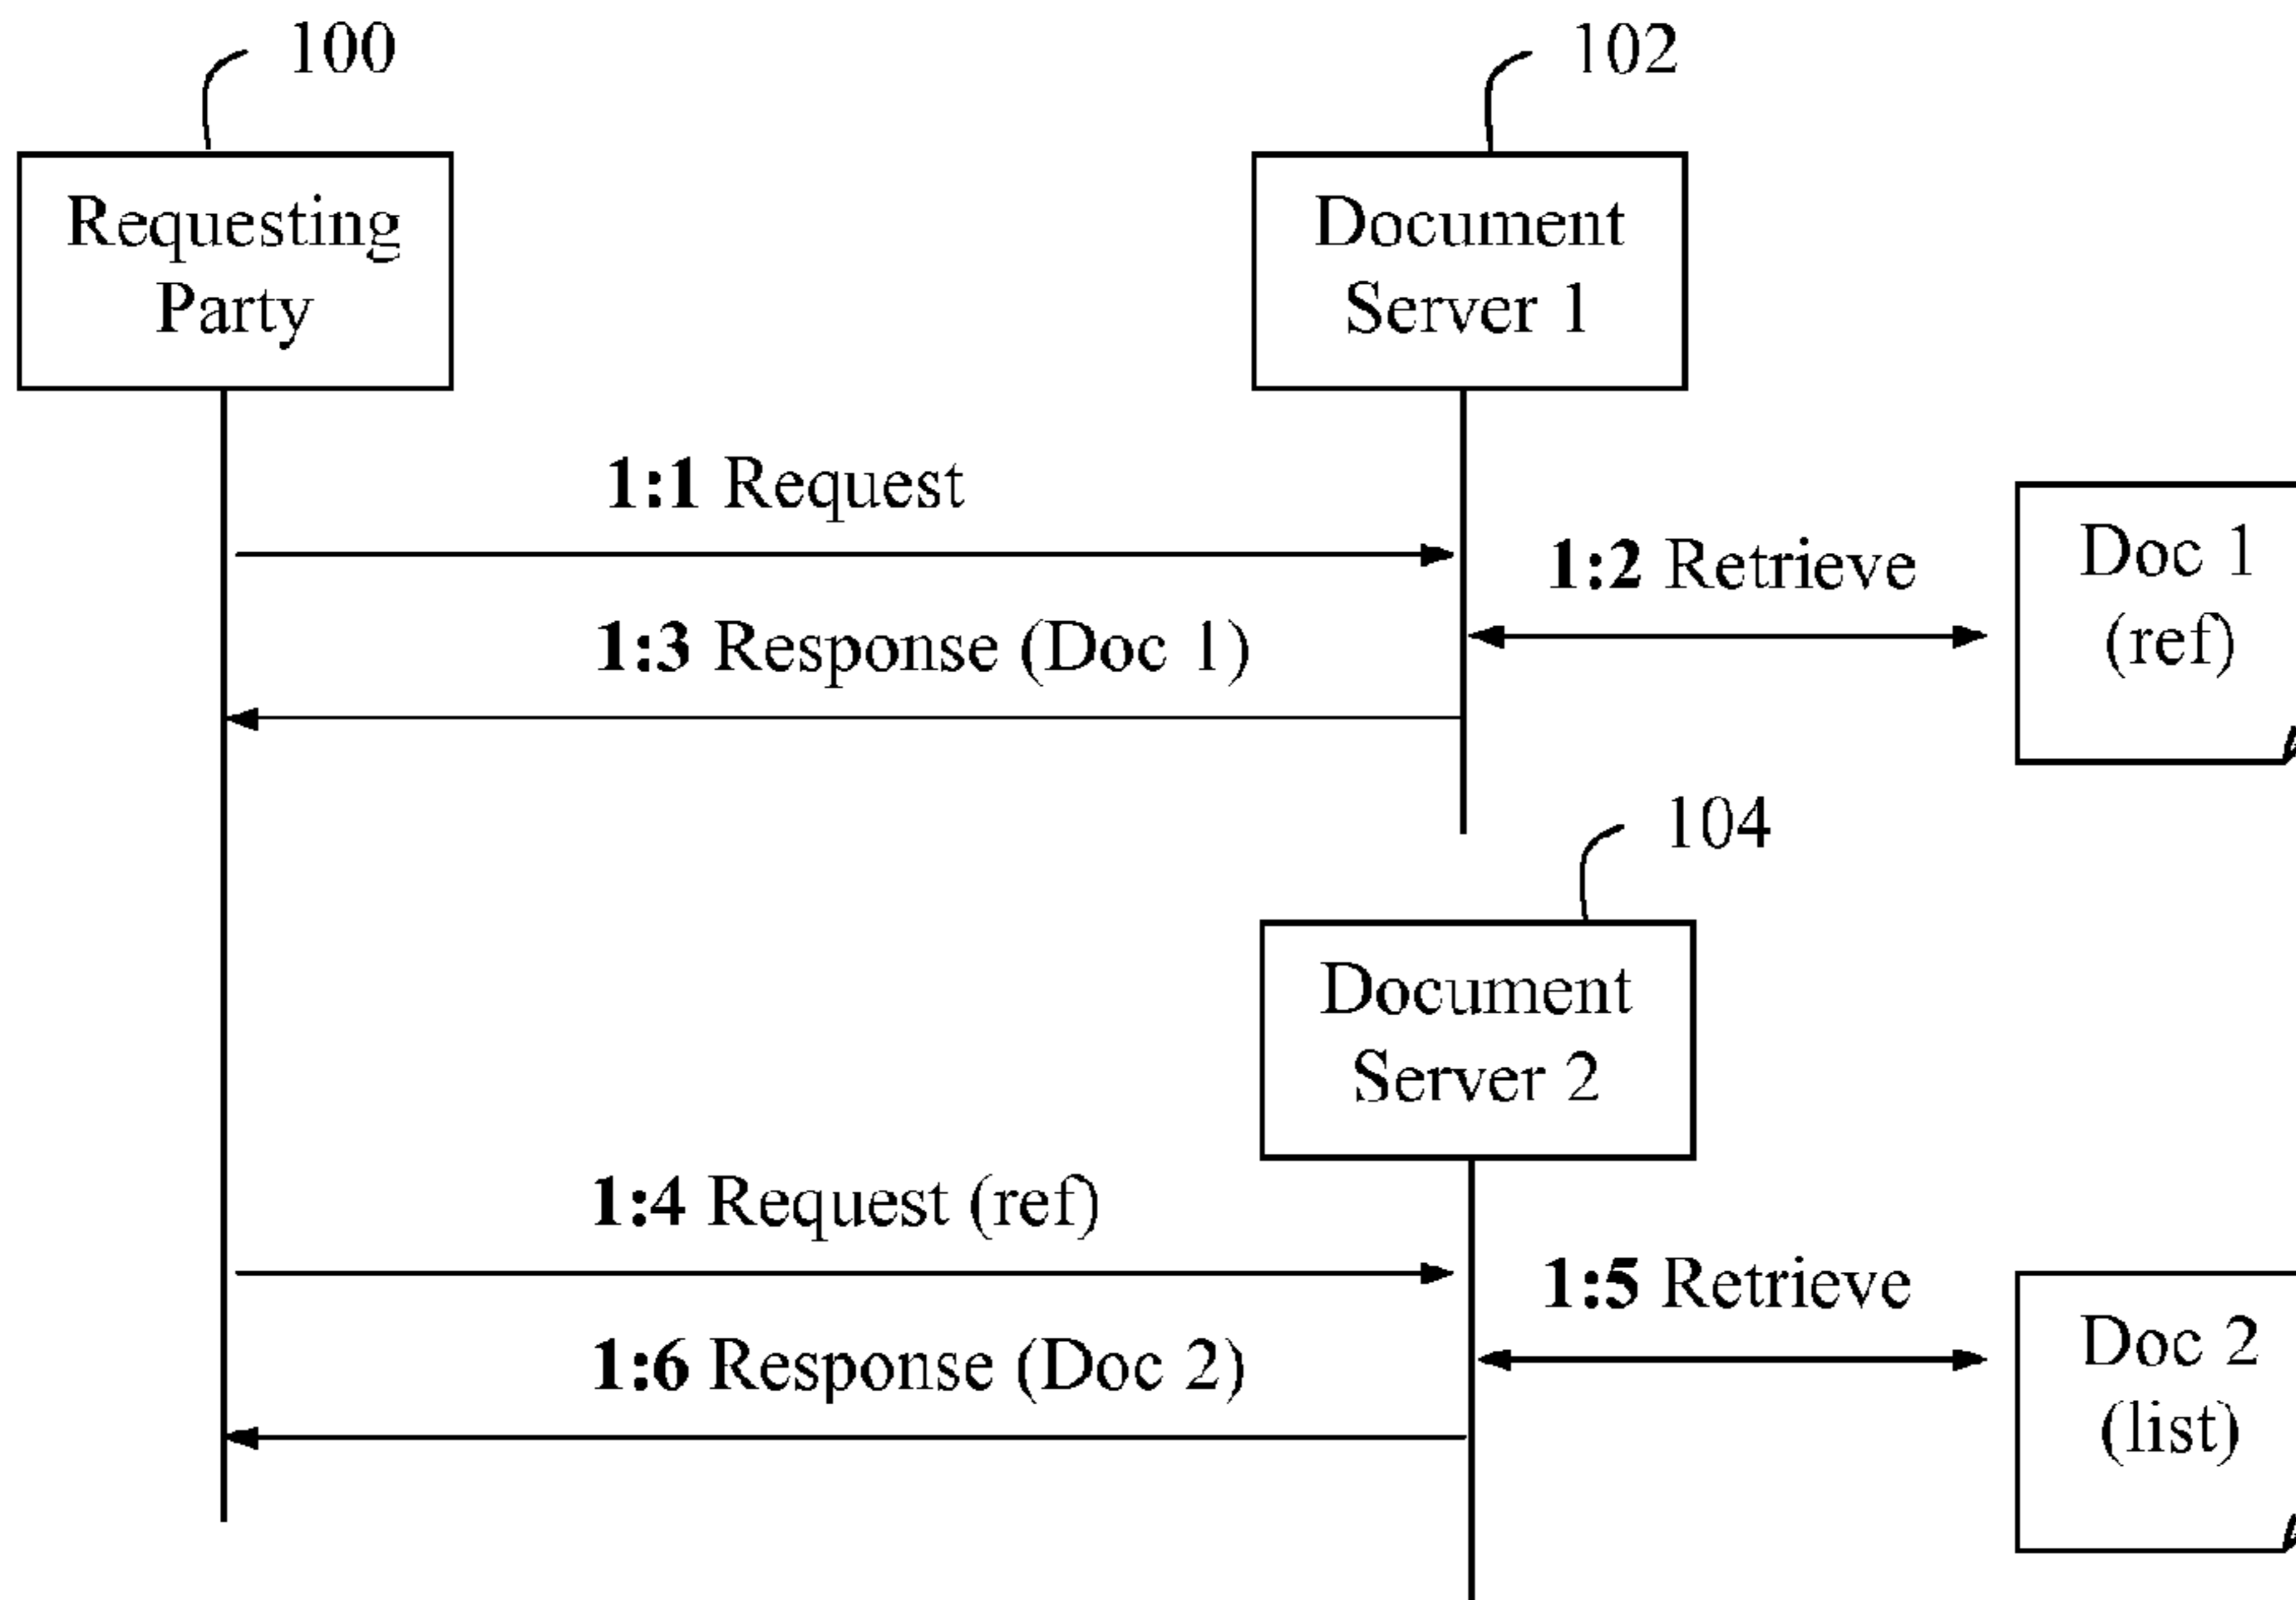 100
102
Requesting
Party
Document
Server 1
1:1 Request
1:2 Retrieve
Doc 1
(ref)
1:3 Response (Doc 1)
104
Document
Server 2
1:4 Request (ref)
1:5 Retrieve
Doc 2
(list)
1:6 Response (Doc 2)